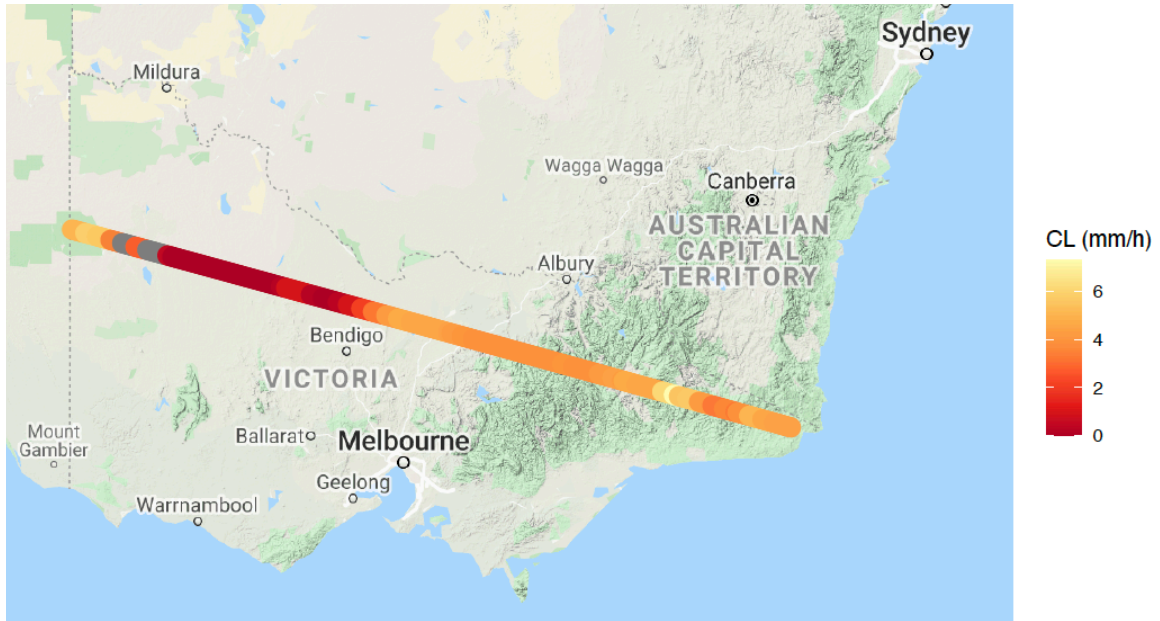 Sydney
Mildura
Wagga Wagga
Canberra
AUSTRALIAN
CAPITAL
TERRITORY
CL (mm/h)
Albury
6
4
2
0
Bendigo
VICTORIA
Mount
Gambier
Ballarat
Melbourne
Geelong
Warrnambool